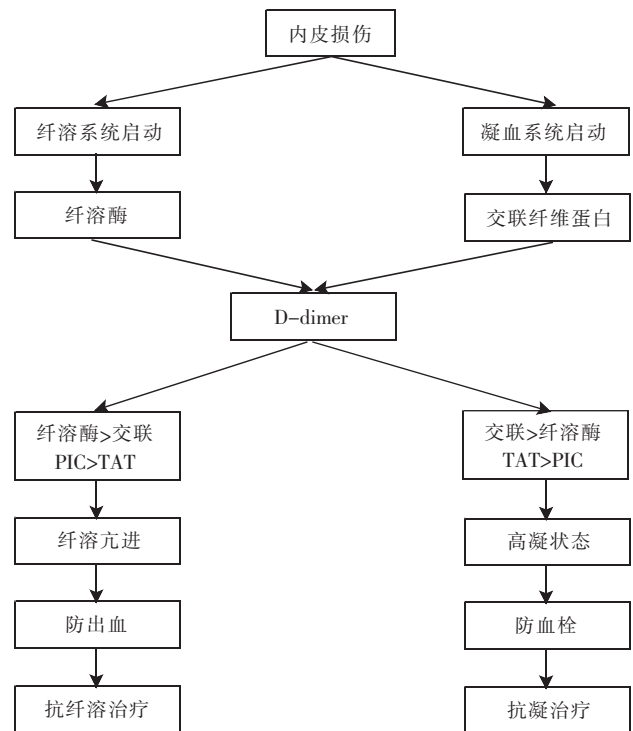 内皮损伤
纤溶系统启动
凝血系统启动
纤溶酶
交联纤维蛋白
D-dimer
纤溶酶>交联
PIC>TAT
交联>纤溶酶
TAT>PIC
纤溶亢进
高凝状态
防出血
防血栓
抗纤溶治疗
抗凝治疗